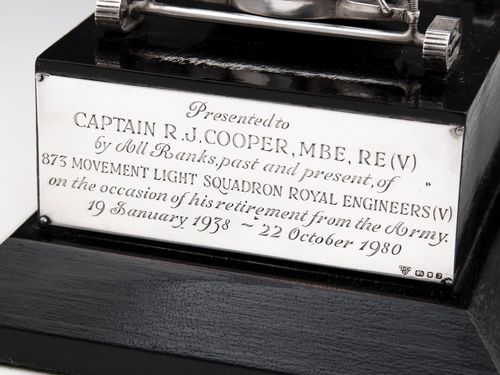 Presented to
CAPTAIN R.J.COOPER, MBE, RE(V)
by All Ranks, past and present, of
873 MOVEMENT LIGHT SQUADRON ROYAL ENGINEERS(V)
on the occasion of his retirement from the Army.
19 January 1938 ~ 22 October 1980